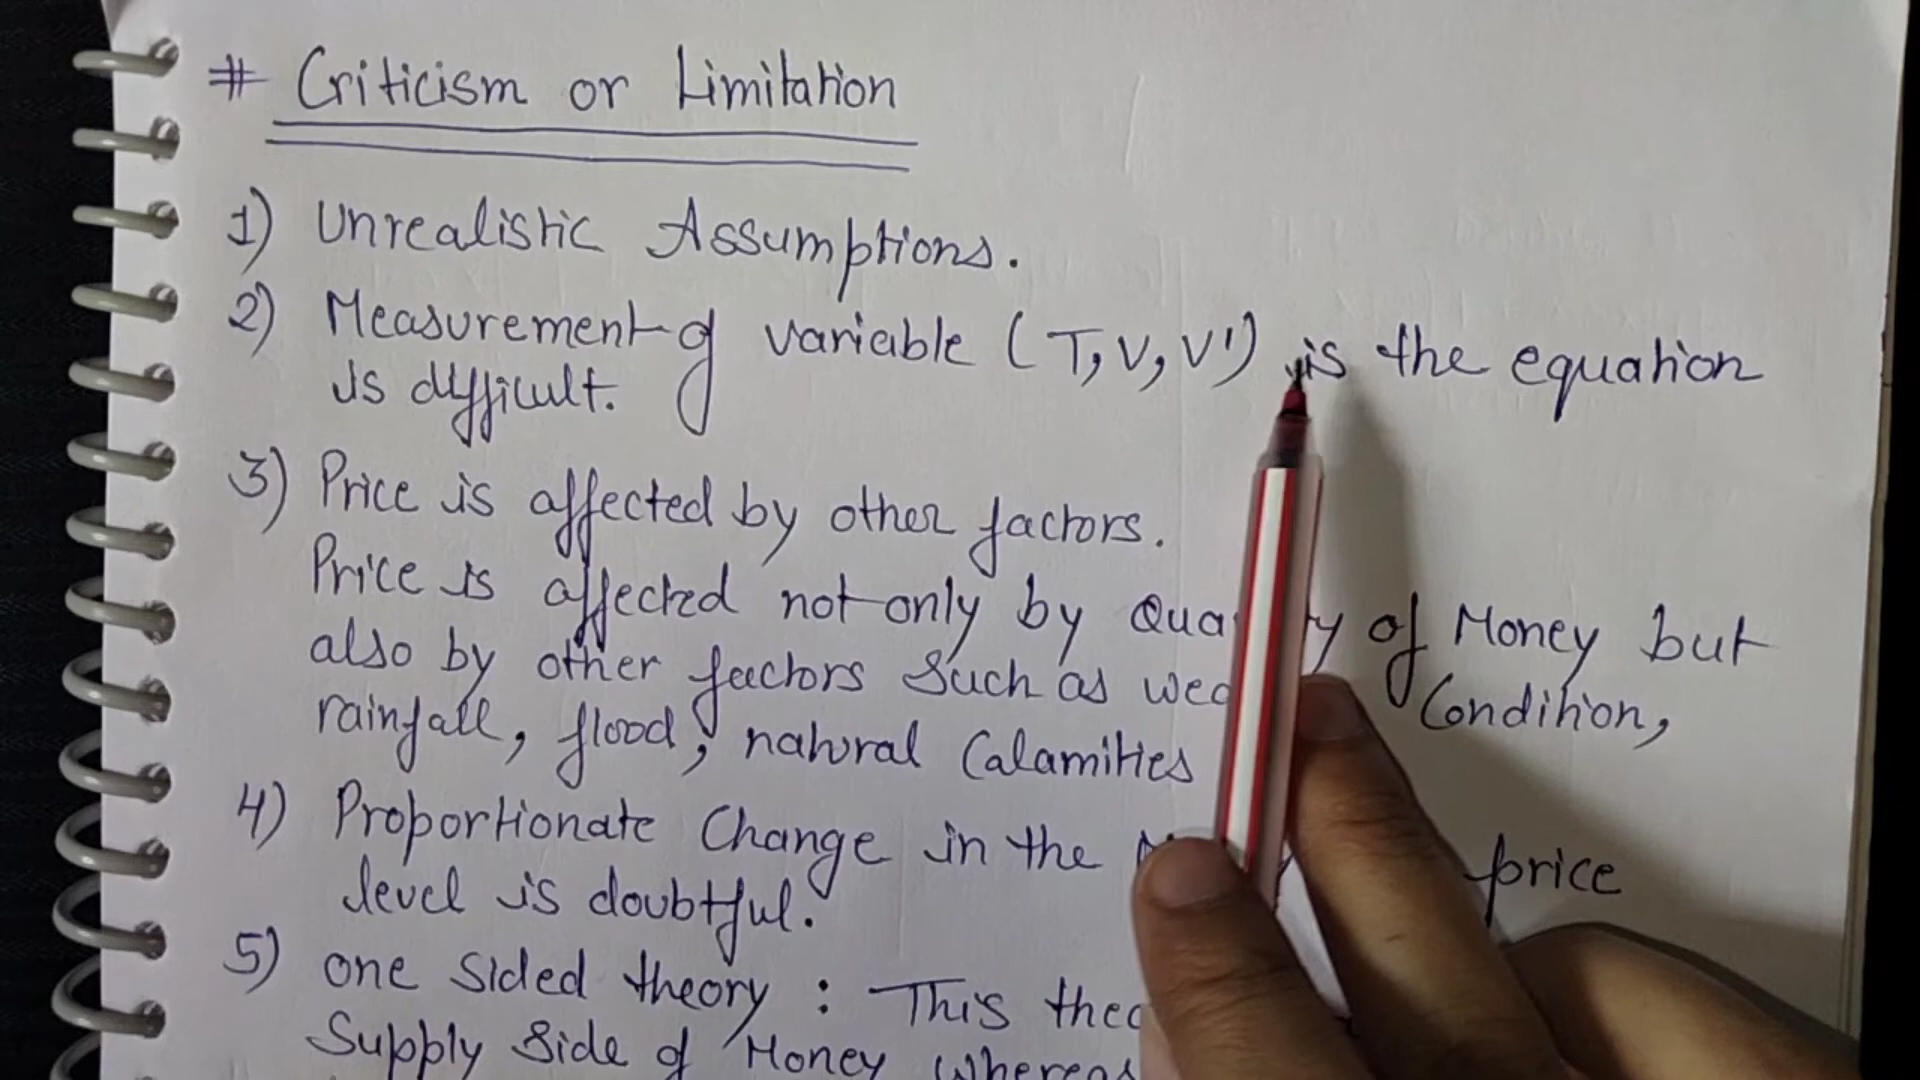 # Criticism or Limitation
1) Unrealistic Assumptions.
2) Measurement of variable (T, V, V') is the equation
is difficult.
3) Price is affected by other factors.
Price is affected not only by of Money but
also by other factors such as Condition,
rainfall, flood, natural Calamities
4) Proportionate Change in the price
level is doubtful.
5) one sided theory : This
Supply side of Money whereas